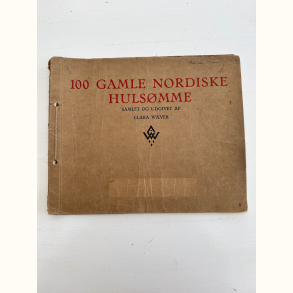 100 GAMLE NORDISKE
HULSØMME
SAMLET OG UDGIVET AF
CLARA WÆVER